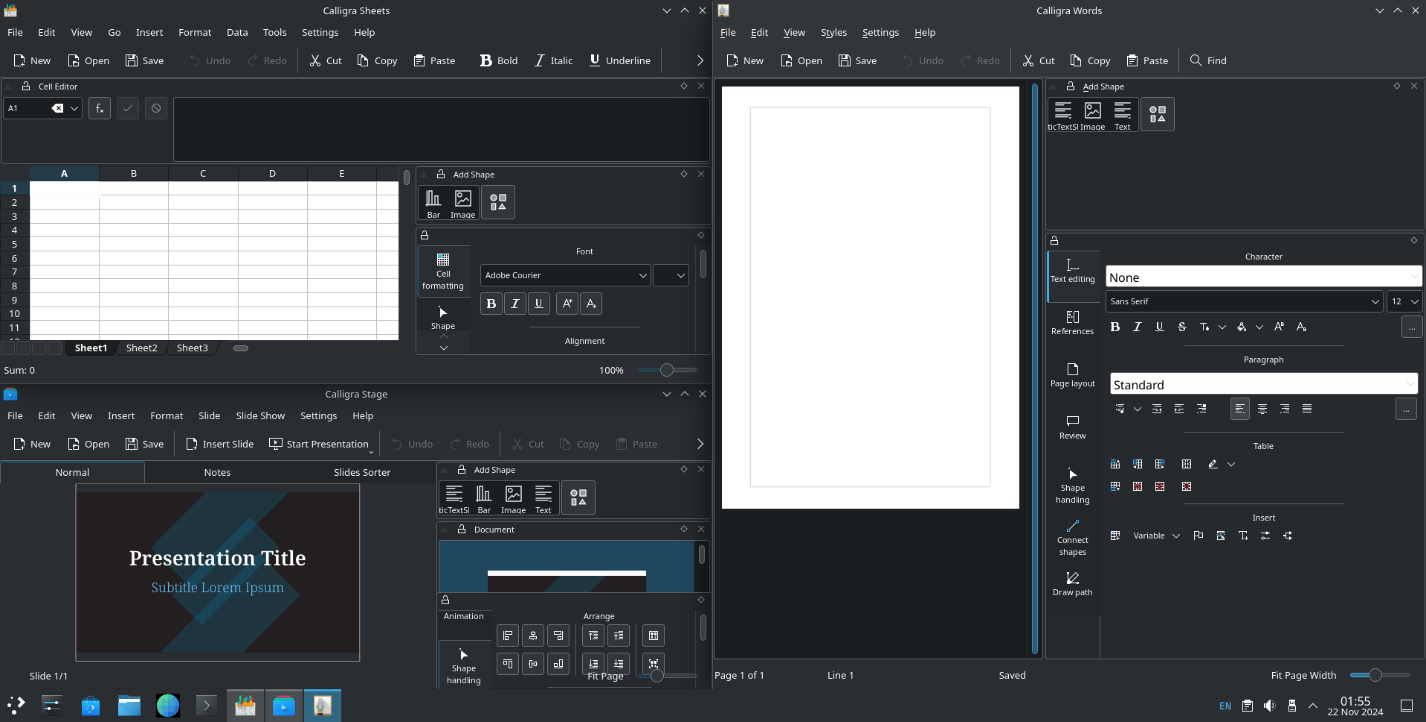 Calligra Sheets
File Edit View Go Insert Format Data Tools Settings Help
New Open Save Undo Redo Cut Copy Paste Bold Italic Underline
Cell Editor
A1
A B C D E
1
2
3
4
5
6
7
8
9
10
11
Add Shape
Bar Image
Font
Cell formatting
Adobe Courier
Shape
Alignment
Sheet1 Sheet2 Sheet3
Sum: 0 100%
Calligra Stage
File Edit View Insert Format Slide Slide Show Settings Help
New Open Save Insert Slide Start Presentation Undo Redo Cut Copy Paste
Normal Notes Slides Sorter
Presentation Title
Subtitle Lorem Ipsum
Add Shape
ticTextSl Bar Image Text
Document
Animation
Arrange
Shape handling
Slide 1/1 Fit Page
Calligra Words
File Edit View Styles Settings Help
New Open Save Undo Redo Cut Copy Paste Find
Add Shape
ticTextSl Image Text
Text editing
References
Page layout
Review
Shape handling
Connect shapes
Draw path
Character
None
Sans Serif 12
Paragraph
Standard
Table
Insert
Variable
Page 1 of 1 Line 1 Saved Fit Page Width
EN
01:55
22 Nov 2024